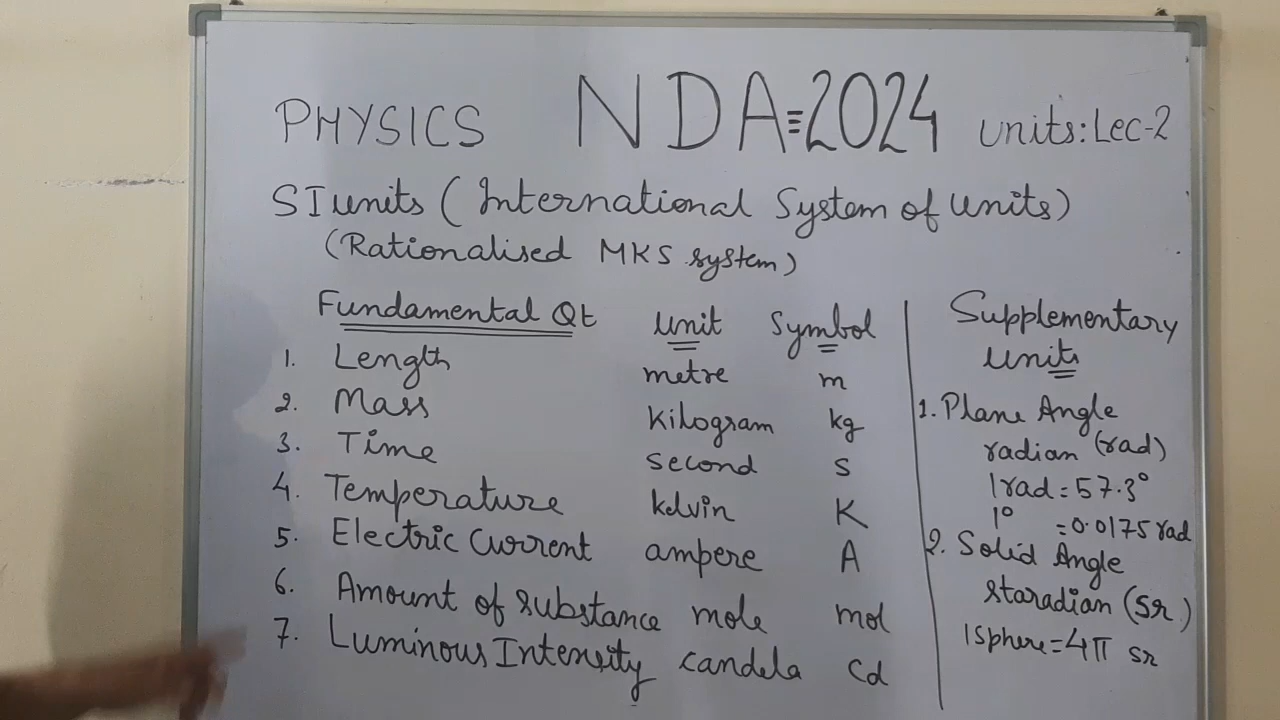 PHYSICS NDA=2024 units:Lec-2
SI units (International System of units)
(Rationalised MKS system)
Fundamental Qt unit Symbol
1. Length metre m
2. Mass kilogram kg
3. Time second s
4. Temperature kelvin K
5. Electric Current ampere A
6. Amount of substance mole mol
7. Luminous Intensity candela Cd
Supplementary
units
1. Plane Angle
radian (rad)
1rad=57.3°
1° =0.0175 rad
2. Solid Angle
staradian (Sr)
1Sphere=4π sr